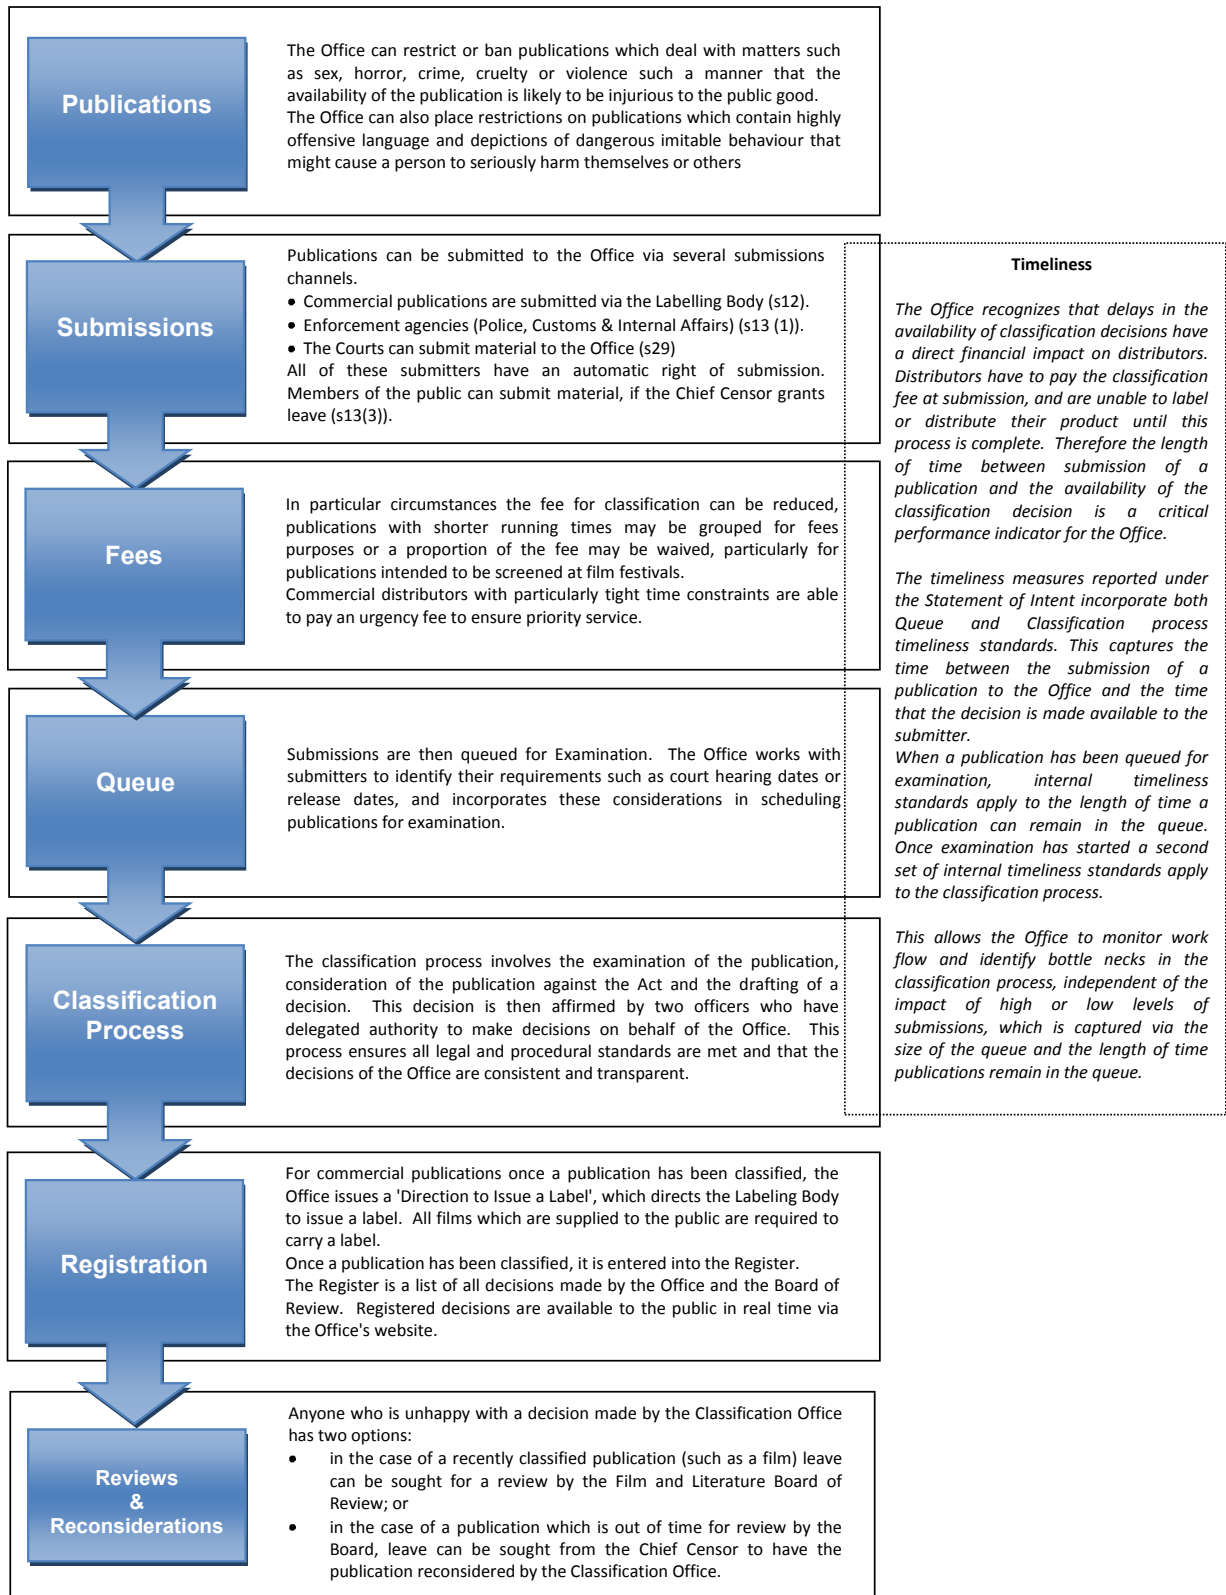 Publications
The Office can restrict or ban publications which deal with matters such
as sex, horror, crime, cruelty or violence such a manner that the
availability of the publication is likely to be injurious to the public good.
The Office can also place restrictions on publications which contain highly
offensive language and depictions of dangerous imitable behaviour that
might cause a person to seriously harm themselves or others
Submissions
Publications can be submitted to the Office via several submissions
channels.
• Commercial publications are submitted via the Labelling Body (s12).
• Enforcement agencies (Police, Customs & Internal Affairs) (s13 (1)).
• The Courts can submit material to the Office (s29)
All of these submitters have an automatic right of submission.
Members of the public can submit material, if the Chief Censor grants
leave (s13(3)).
Fees
In particular circumstances the fee for classification can be reduced,
publications with shorter running times may be grouped for fees
purposes or a proportion of the fee may be waived, particularly for
publications intended to be screened at film festivals.
Commercial distributors with particularly tight time constraints are able
to pay an urgency fee to ensure priority service.
Queue
Submissions are then queued for Examination. The Office works with
submitters to identify their requirements such as court hearing dates or
release dates, and incorporates these considerations in scheduling
publications for examination.
Classification
Process
The classification process involves the examination of the publication,
consideration of the publication against the Act and the drafting of a
decision. This decision is then affirmed by two officers who have
delegated authority to make decisions on behalf of the Office. This
process ensures all legal and procedural standards are met and that the
decisions of the Office are consistent and transparent.
Registration
For commercial publications once a publication has been classified, the
Office issues a 'Direction to Issue a Label', which directs the Labeling Body
to issue a label. All films which are supplied to the public are required to
carry a label.
Once a publication has been classified, it is entered into the Register.
The Register is a list of all decisions made by the Office and the Board of
Review. Registered decisions are available to the public in real time via
the Office's website.
Reviews
&
Reconsiderations
Anyone who is unhappy with a decision made by the Classification Office
has two options:
• in the case of a recently classified publication (such as a film) leave
can be sought for a review by the Film and Literature Board of
Review; or
• in the case of a publication which is out of time for review by the
Board, leave can be sought from the Chief Censor to have the
publication reconsidered by the Classification Office.
Timeliness
The Office recognizes that delays in the
availability of classification decisions have
a direct financial impact on distributors.
Distributors have to pay the classification
fee at submission, and are unable to label
or distribute their product until this
process is complete. Therefore the length
of time between submission of a
publication and the availability of the
classification decision is a critical
performance indicator for the Office.
The timeliness measures reported under
the Statement of Intent incorporate both
Queue and Classification process
timeliness standards. This captures the
time between the submission of a
publication to the Office and the time
that the decision is made available to the
submitter.
When a publication has been queued for
examination, internal timeliness
standards apply to the length of time a
publication can remain in the queue.
Once examination has started a second
set of internal timeliness standards apply
to the classification process.
This allows the Office to monitor work
flow and identify bottle necks in the
classification process, independent of the
impact of high or low levels of
submissions, which is captured via the
size of the queue and the length of time
publications remain in the queue.